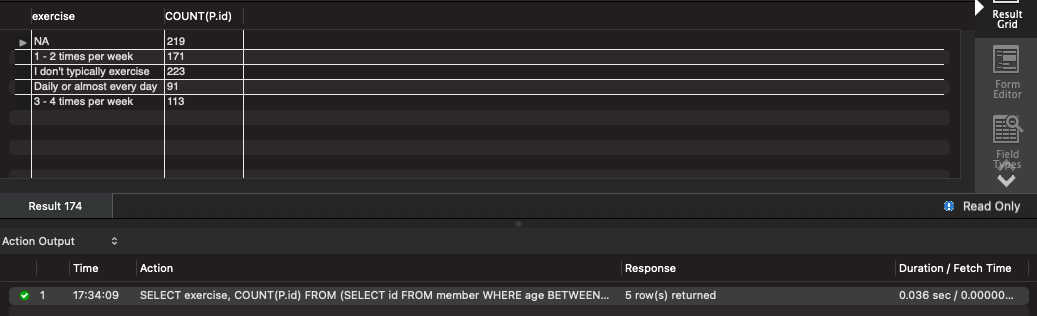 exercise COUNT(P.id)
Result
Grid
NA 219
1 - 2 times per week 171
I don't typically exercise 223
Daily or almost every day 91
3 - 4 times per week 113
Form
Editor
Field
Types
Result 174
Read Only
Action Output
Time Action Response Duration / Fetch Time
1 17:34:09 SELECT exercise, COUNT(P.id) FROM (SELECT id FROM member WHERE age BETWEEN... 5 row(s) returned 0.036 sec / 0.00000...